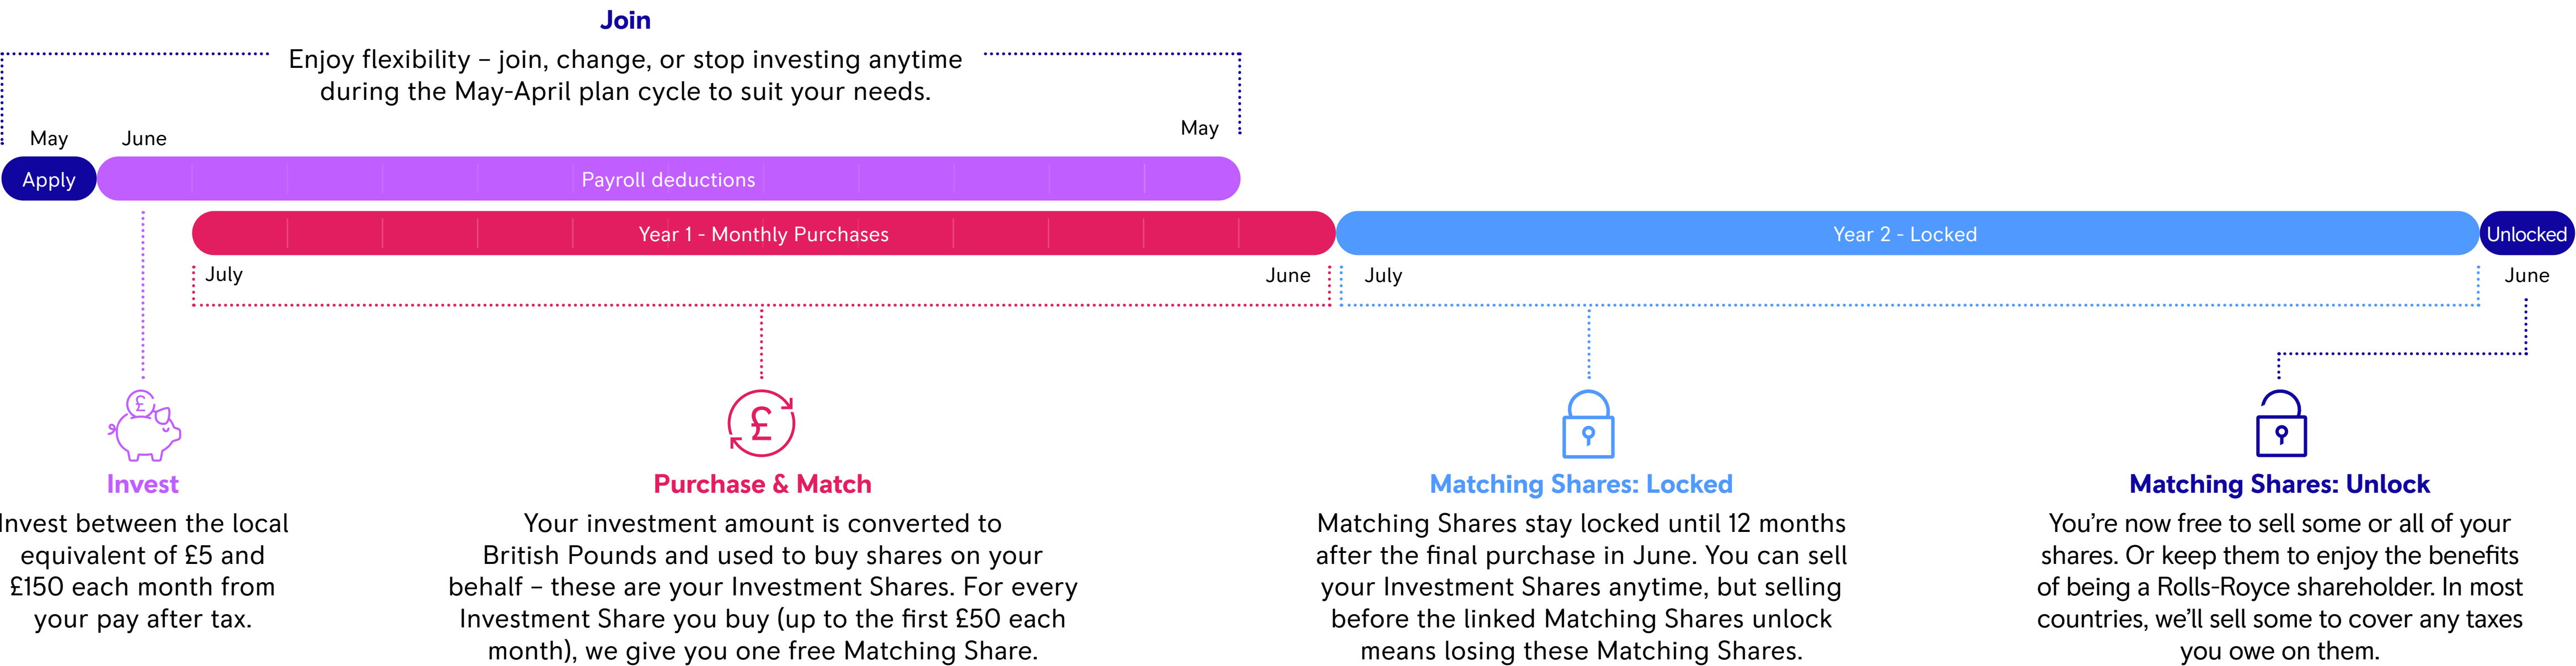 Join
Enjoy flexibility – join, change, or stop investing anytime
during the May-April plan cycle to suit your needs.
May
June
May
Apply
Payroll deductions
Year 1 - Monthly Purchases
Year 2 - Locked
Unlocked
July
June
July
June
£
£
Invest
Invest between the local
equivalent of £5 and
£150 each month from
your pay after tax.
Purchase & Match
Your investment amount is converted to
British Pounds and used to buy shares on your
behalf – these are your Investment Shares. For every
Investment Share you buy (up to the first £50 each
month), we give you one free Matching Share.
Matching Shares: Locked
Matching Shares stay locked until 12 months
after the final purchase in June. You can sell
your Investment Shares anytime, but selling
before the linked Matching Shares unlock
means losing these Matching Shares.
Matching Shares: Unlock
You’re now free to sell some or all of your
shares. Or keep them to enjoy the benefits
of being a Rolls-Royce shareholder. In most
countries, we’ll sell some to cover any taxes
you owe on them.